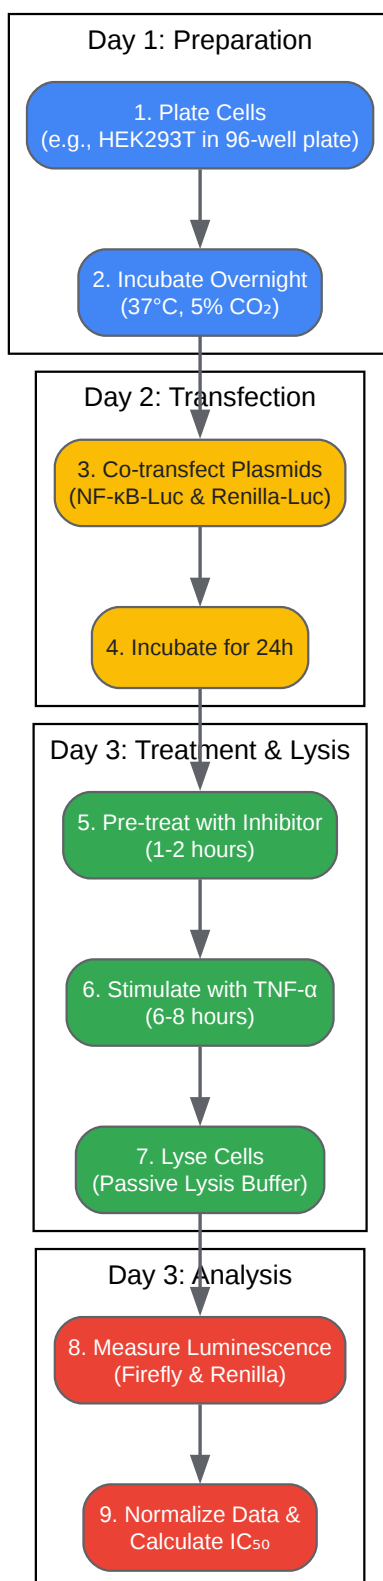 Day 1: Preparation
1. Plate Cells
(e.g., HEK293T in 96-well plate)
2. Incubate Overnight
(37°C, 5% CO₂)
Day 2: Transfection
3. Co-transfect Plasmids
(NF-κB-Luc & Renilla-Luc)
4. Incubate for 24h
Day 3: Treatment & Lysis
5. Pre-treat with Inhibitor
(1-2 hours)
6. Stimulate with TNF-α
(6-8 hours)
7. Lyse Cells
(Passive Lysis Buffer)
Day 3: Analysis
8. Measure Luminescence
(Firefly & Renilla)
9. Normalize Data &
Calculate IC₅₀